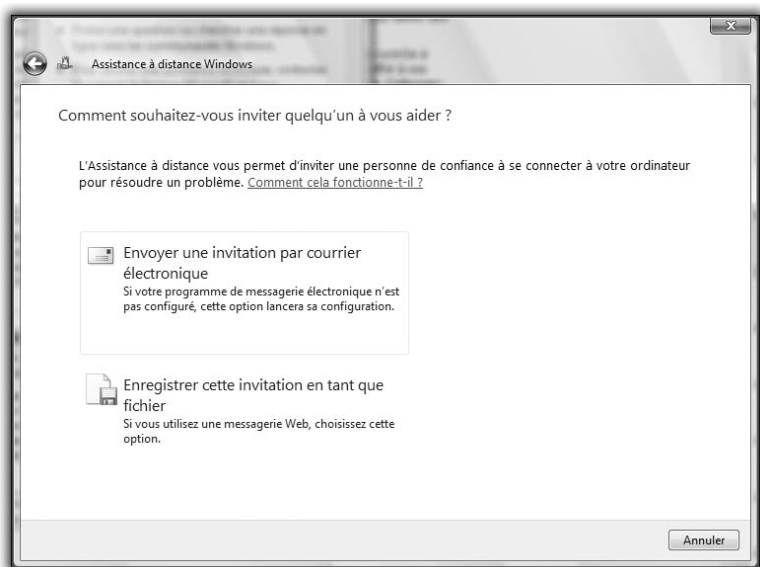 Assistance à distance Windows
Comment souhaitez-vous inviter quelqu'un à vous aider ?
L'Assistance à distance vous permet d'inviter une personne de confiance à se connecter à votre ordinateur
pour résoudre un problème. Comment cela fonctionne-t-il ?
Envoyer une invitation par courrier
électronique
Si votre programme de messagerie électronique n'est
pas configuré, cette option lancera sa configuration.
Enregistrer cette invitation en tant que
fichier
Si vous utilisez une messagerie Web, choisissez cette
option.
Annuler